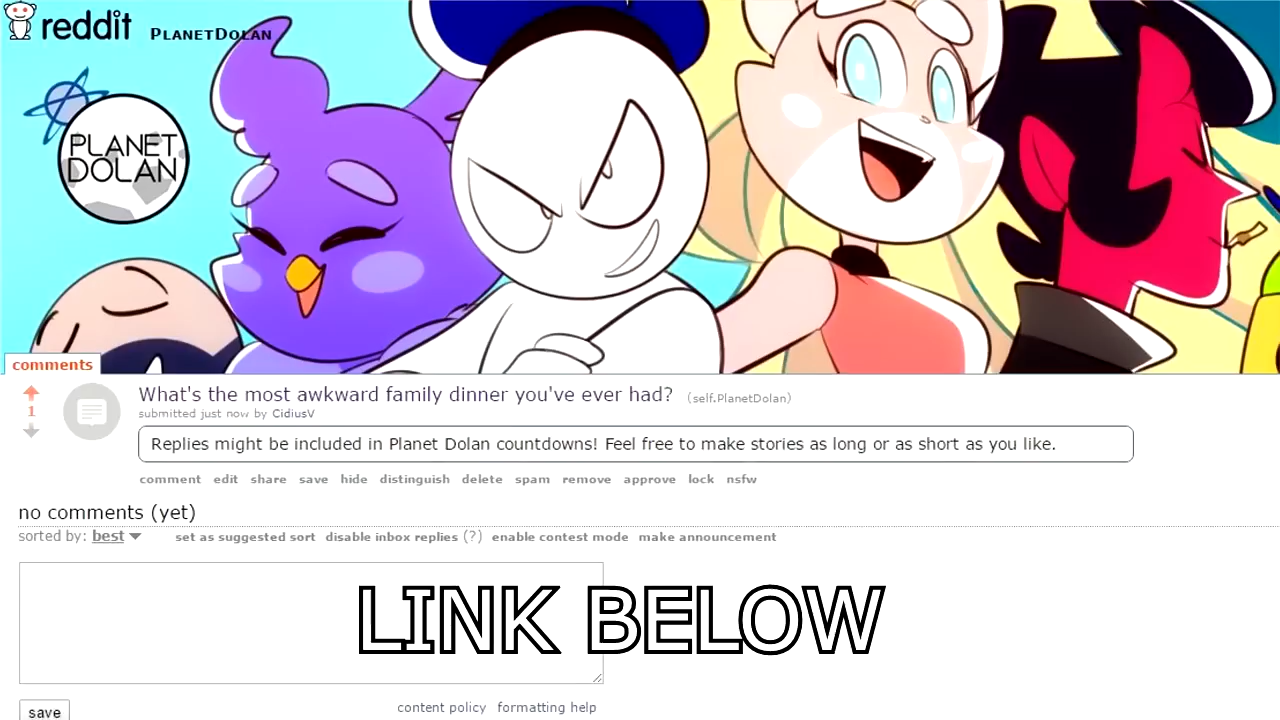 reddit PLANETDOLAN
PLANET
DOLAN
comments
What's the most awkward family dinner you've ever had? (self.PlanetDolan)
1
submitted just now by CidiusV
Replies might be included in Planet Dolan countdowns! Feel free to make stories as long or as short as you like.
comment edit share save hide distinguish delete spam remove approve lock nsfw
no comments (yet)
sorted by: best set as suggested sort disable inbox replies (?) enable contest mode make announcement
LINK BELOW
save content policy formatting help